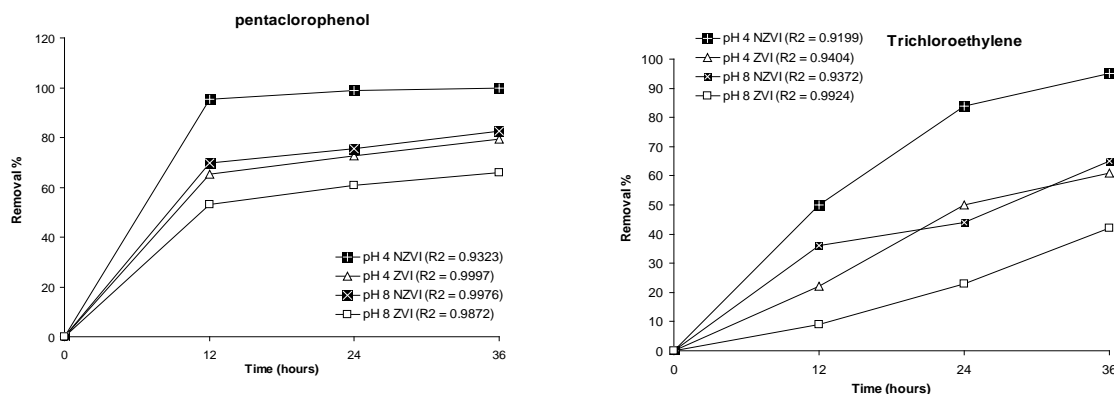 pentaclorophenol
120
100
80
60
40
20
0
Removal %
0 12 24 36
Time (hours)
pH 4 NZVI (R2 = 0.9323)
pH 4 ZVI (R2 = 0.9997)
pH 8 NZVI (R2 = 0.9976)
pH 8 ZVI (R2 = 0.9872)
Trichloroethylene
pH 4 NZVI (R2 = 0.9199)
pH 4 ZVI (R2 = 0.9404)
pH 8 NZVI (R2 = 0.9372)
pH 8 ZVI (R2 = 0.9924)
100
90
80
70
60
50
40
30
20
10
0
Removal %
0 12 24 36
Time (hours)